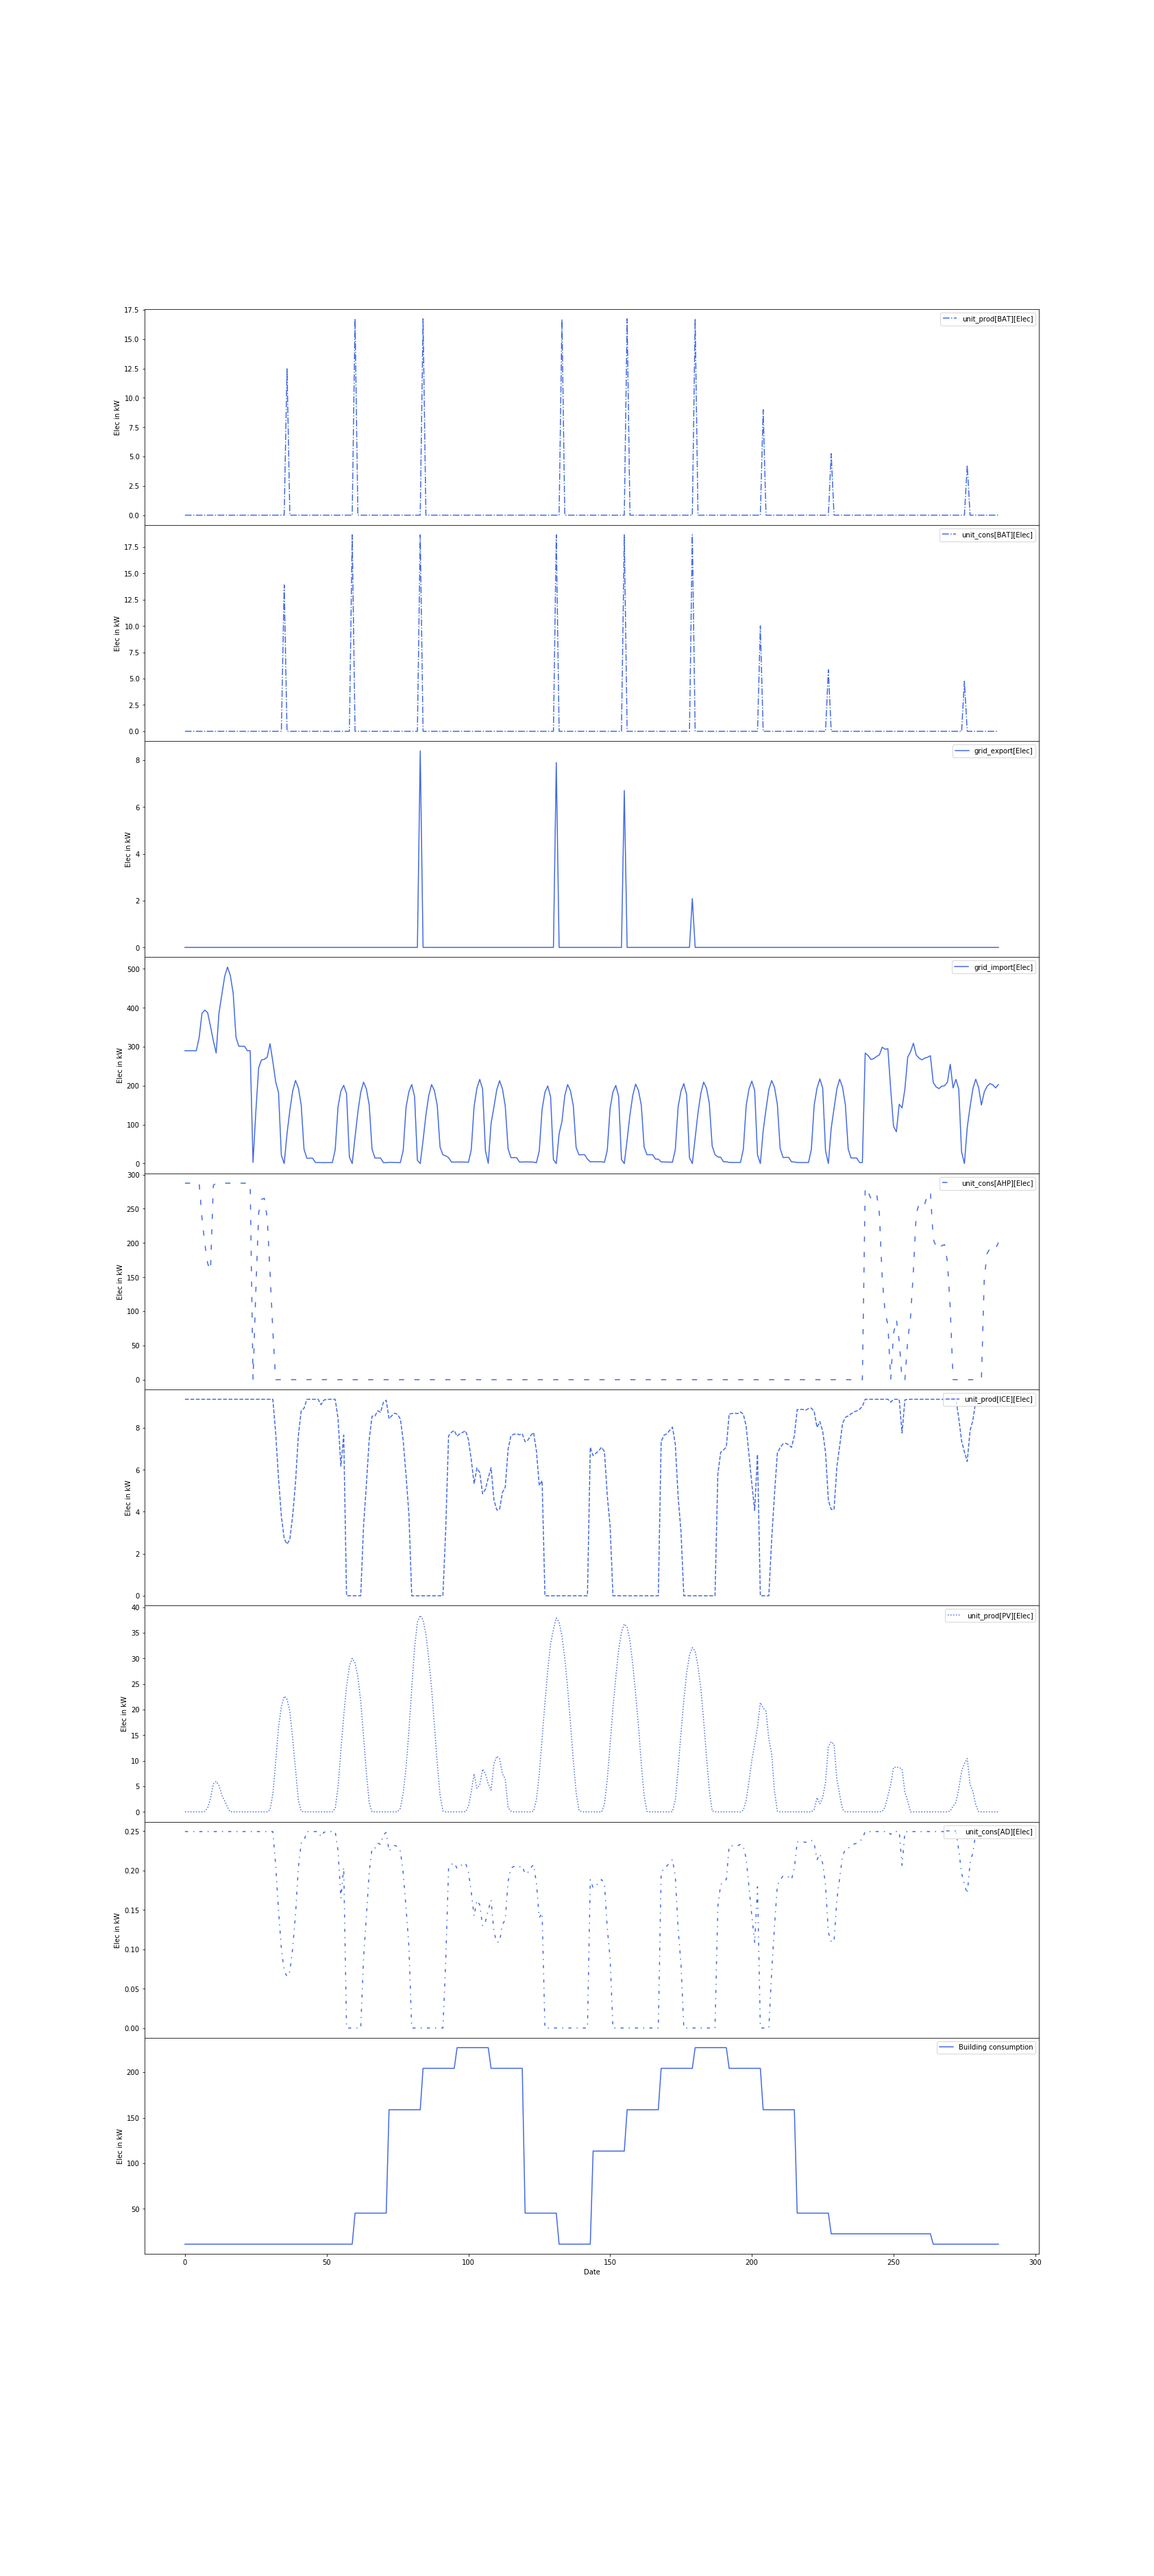 17.5
15.0
12.5
10.0
7.5
5.0
2.5
0.0
Elec in kW
unit_prod[BAT][Elec]
17.5
15.0
12.5
10.0
7.5
5.0
2.5
0.0
Elec in kW
unit_cons[BAT][Elec]
8
6
4
2
0
Elec in kW
grid_export[Elec]
500
400
300
200
100
0
Elec in kW
grid_import[Elec]
300
250
200
150
100
50
0
Elec in kW
unit_cons[AHP][Elec]
8
6
4
2
0
Elec in kW
unit_prod[ICE][Elec]
40
35
30
25
20
15
10
5
0
Elec in kW
unit_prod[PV][Elec]
0.25
0.20
0.15
0.10
0.05
0.00
Elec in kW
unit_cons[AD][Elec]
200
150
100
50
Elec in kW
Building consumption
0 50 100 150 200 250 300
Date